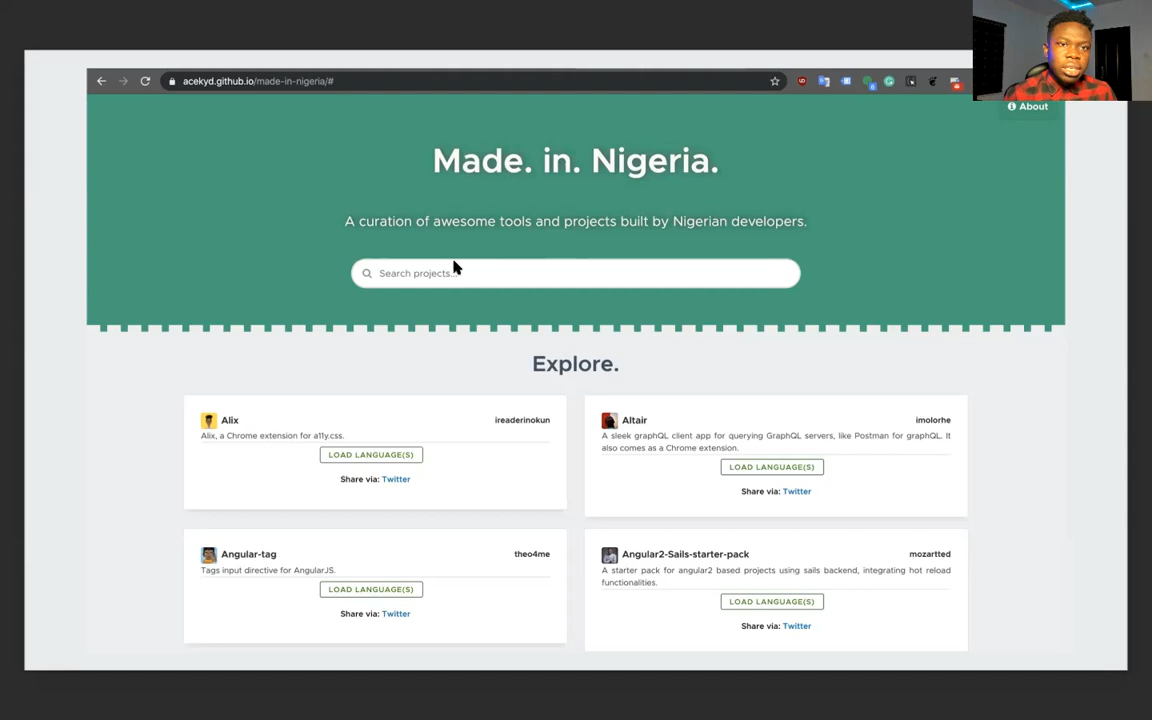 acekyd.github.io/made-in-nigeria/#
About
Made. in. Nigeria.
A curation of awesome tools and projects built by Nigerian developers.
Search projects...
Explore.
Alix
ireaderinokun
Alix, a Chrome extension for a11y.css.
LOAD LANGUAGE(S)
Share via: Twitter
Altair
imolorhe
A sleek graphQL client app for querying GraphQL servers, like Postman for graphQL. It
also comes as a Chrome extension.
LOAD LANGUAGE(S)
Share via: Twitter
Angular-tag
theo4me
Tags input directive for AngularJS.
LOAD LANGUAGE(S)
Share via: Twitter
Angular2-Sails-starter-pack
mozartted
A starter pack for angular2 based projects using sails backend, integrating hot reload
functionalities.
LOAD LANGUAGE(S)
Share via: Twitter